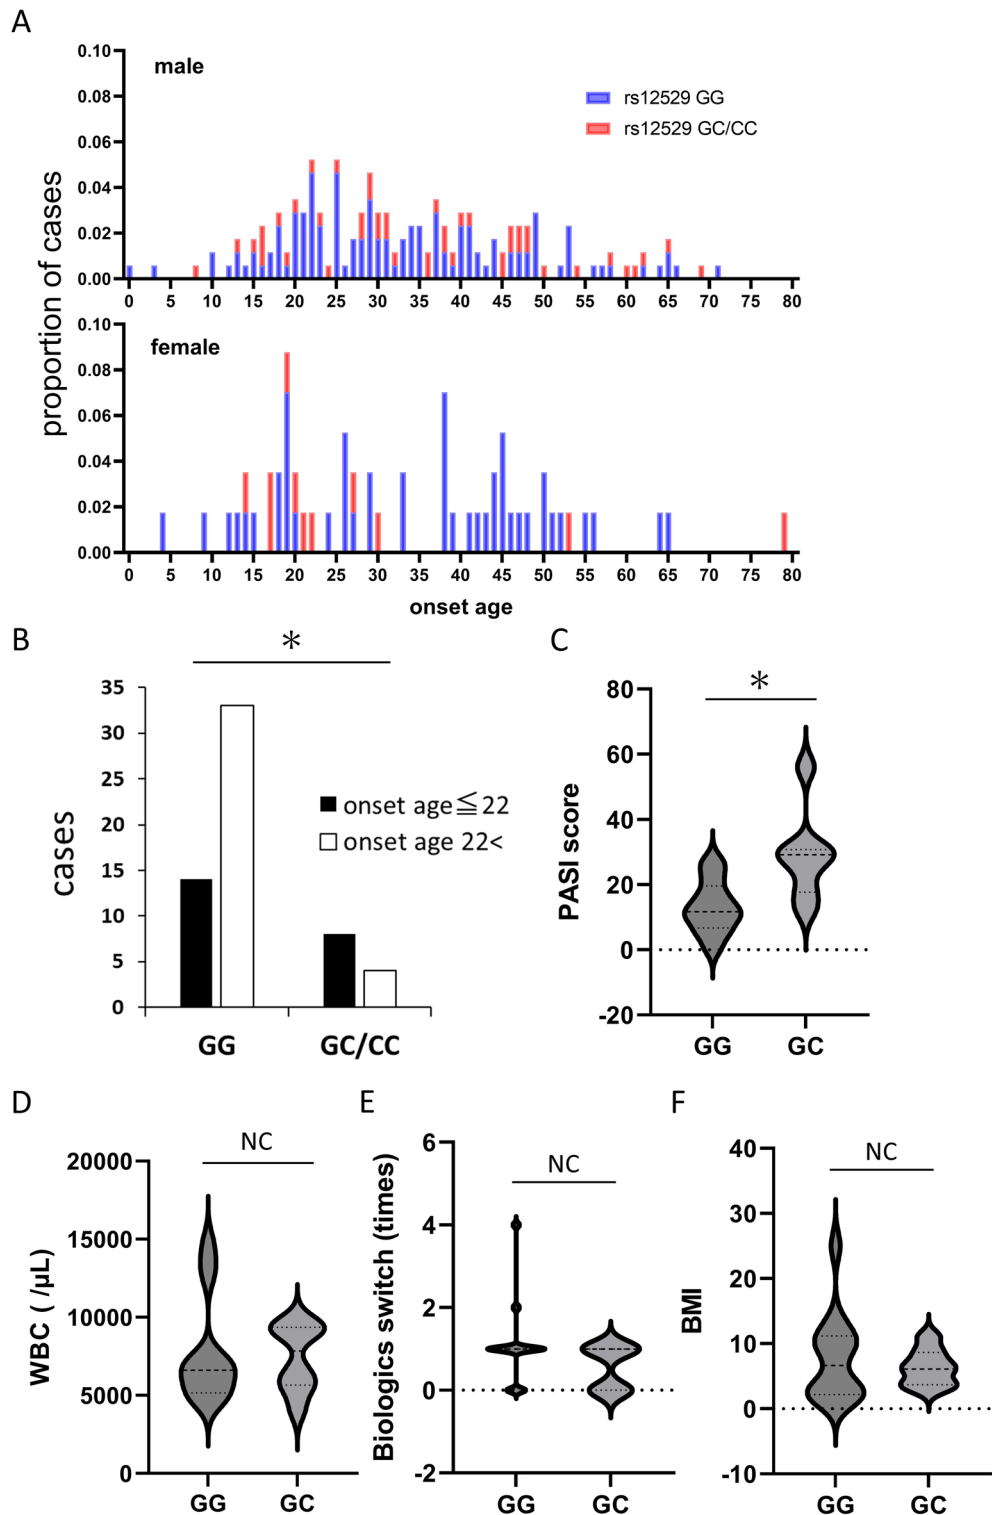 A
male
rs12529 GG
rs12529 GC/CC
proportion of cases
0.10
0.08
0.06
0.04
0.02
0.00
0 5 10 15 20 25 30 35 40 45 50 55 60 65 70 75 80
female
0.10
0.08
0.06
0.04
0.02
0.00
0 5 10 15 20 25 30 35 40 45 50 55 60 65 70 75 80
onset age
B
*
cases
35
30
25
20
15
10
5
0
onset age≦22
onset age 22<
GG GC/CC
C
*
PASI score
80
60
40
20
0
-20
GG GC
D
NC
WBC ( /μL)
20000
15000
10000
5000
0
GG GC
E
NC
Biologics switch (times)
6
4
2
0
-2
GG GC
F
NC
BMI
40
30
20
10
0
-10
GG GC